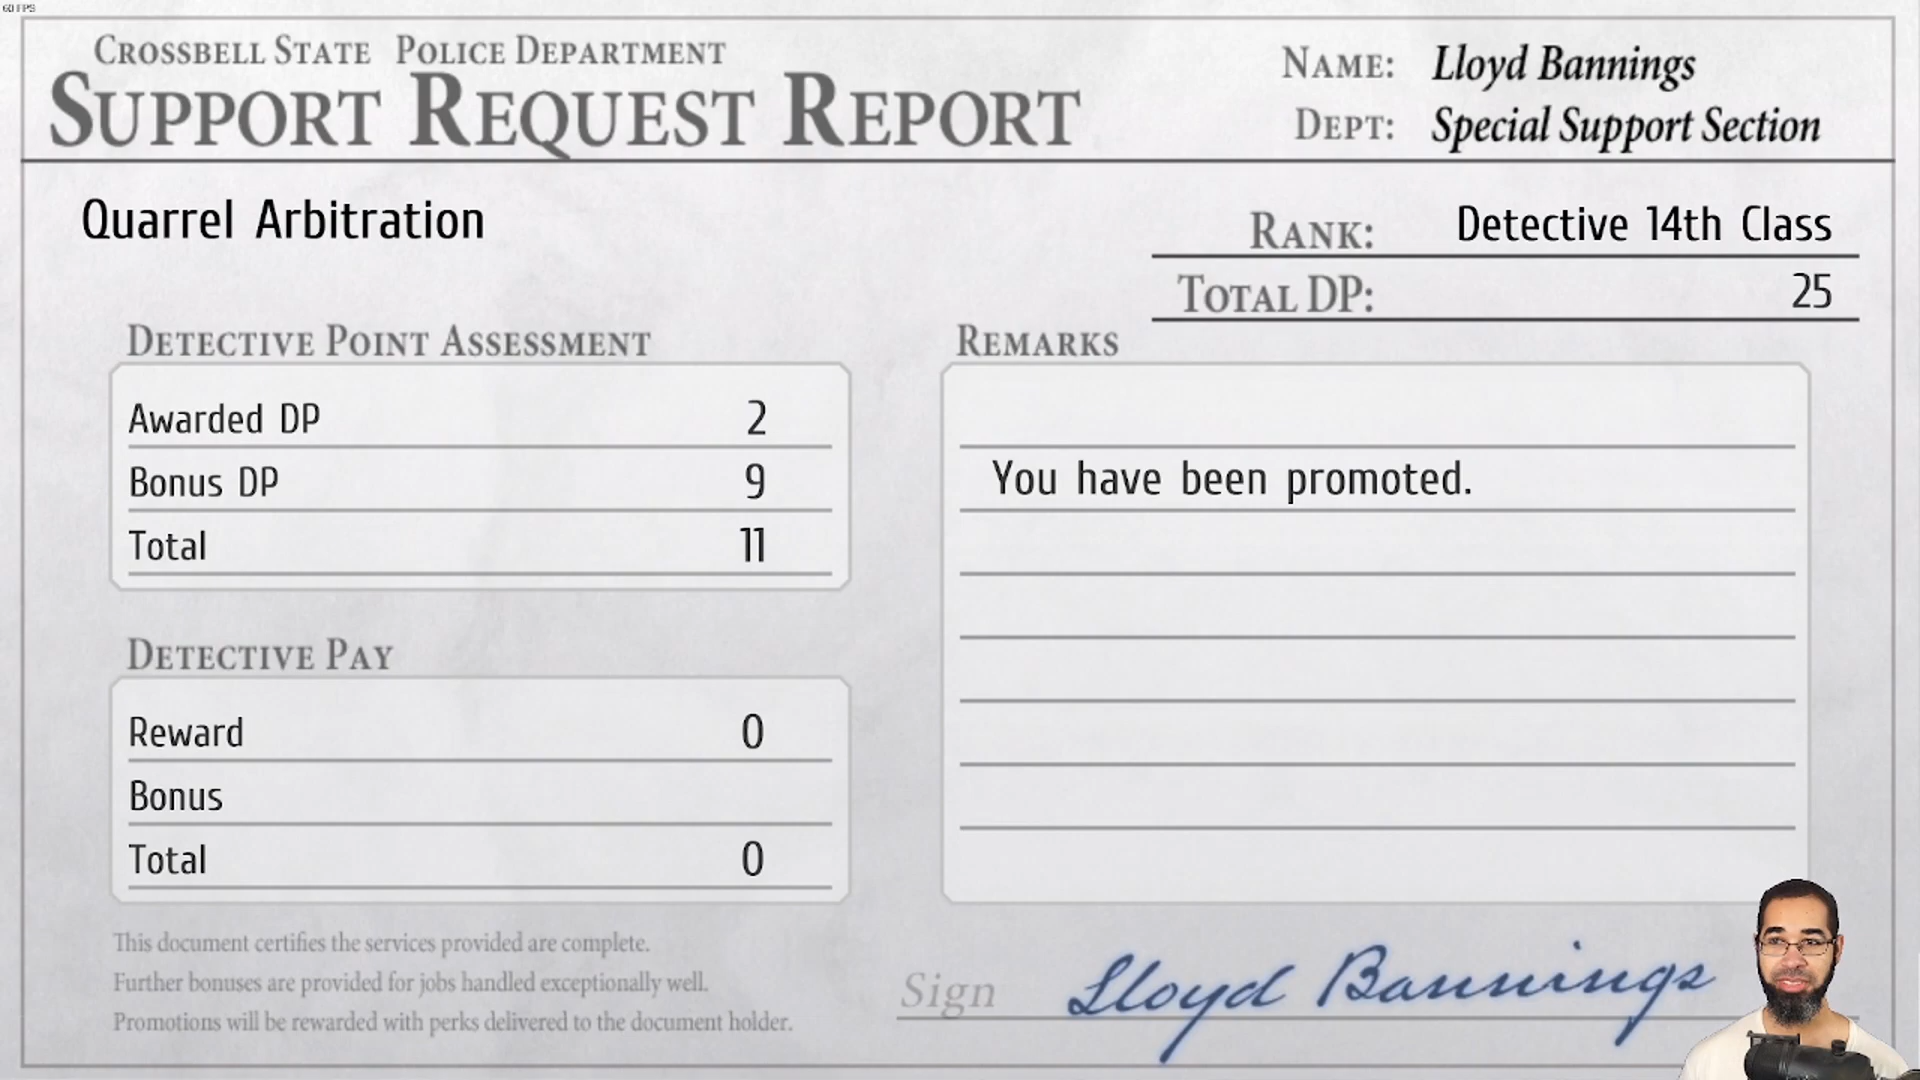 60 FPS
CROSSBELL STATE POLICE DEPARTMENT
SUPPORT REQUEST REPORT
NAME: Lloyd Bannings
DEPT: Special Support Section
Quarrel Arbitration
RANK: Detective 14th Class
TOTAL DP: 25
DETECTIVE POINT ASSESSMENT
Awarded DP 2
Bonus DP 9
Total 11
DETECTIVE PAY
Reward 0
Bonus
Total 0
REMARKS
You have been promoted.
This document certifies the services provided are complete.
Further bonuses are provided for jobs handled exceptionally well.
Promotions will be rewarded with perks delivered to the document holder.
Sign Lloyd Bannings